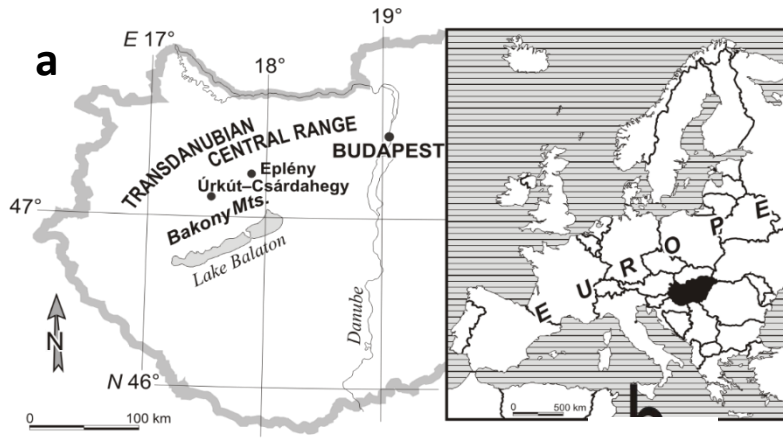 a
E 17°
18°
19°
TRANSDANUBIAN
CENTRAL RANGE
BUDAPEST
Eplény
Úrkút–Csárdahegy
47°
Bakony Mts.
Lake Balaton
Danube
N
N 46°
0 100 km
EUROPE
0 500 km